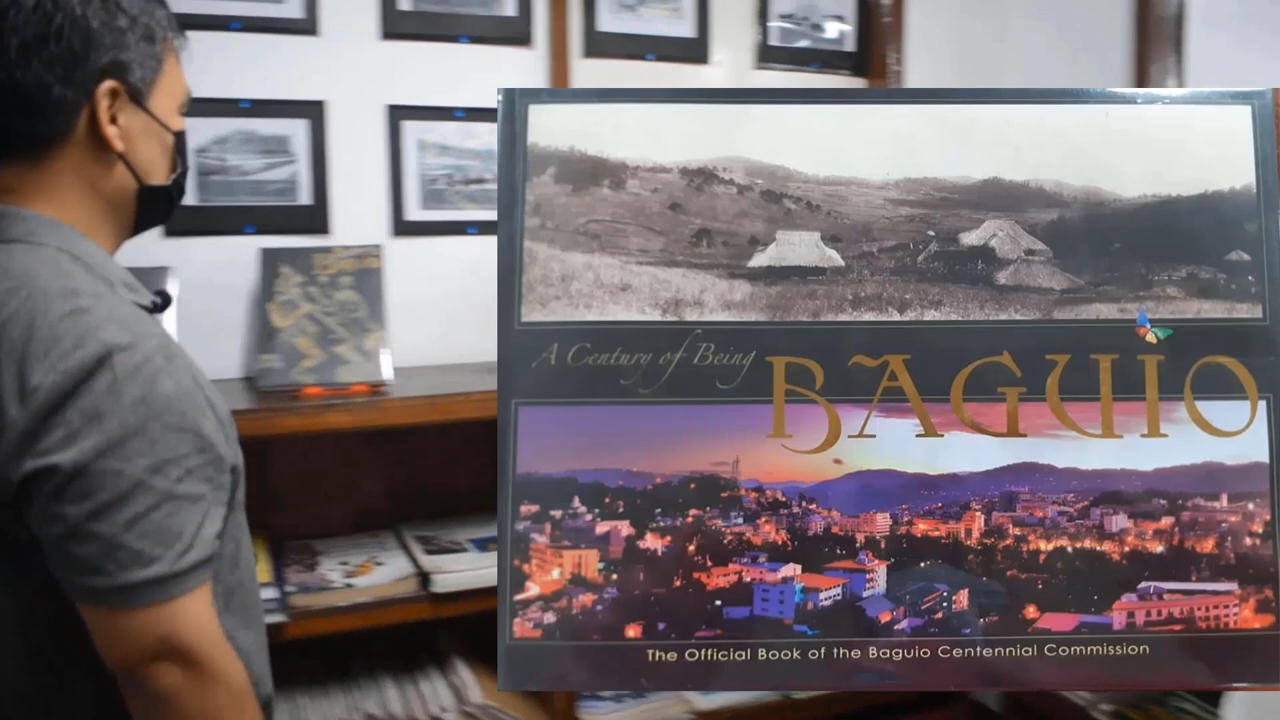 A Century of Being
BAGUIO
The Official Book of the Baguio Centennial Commission